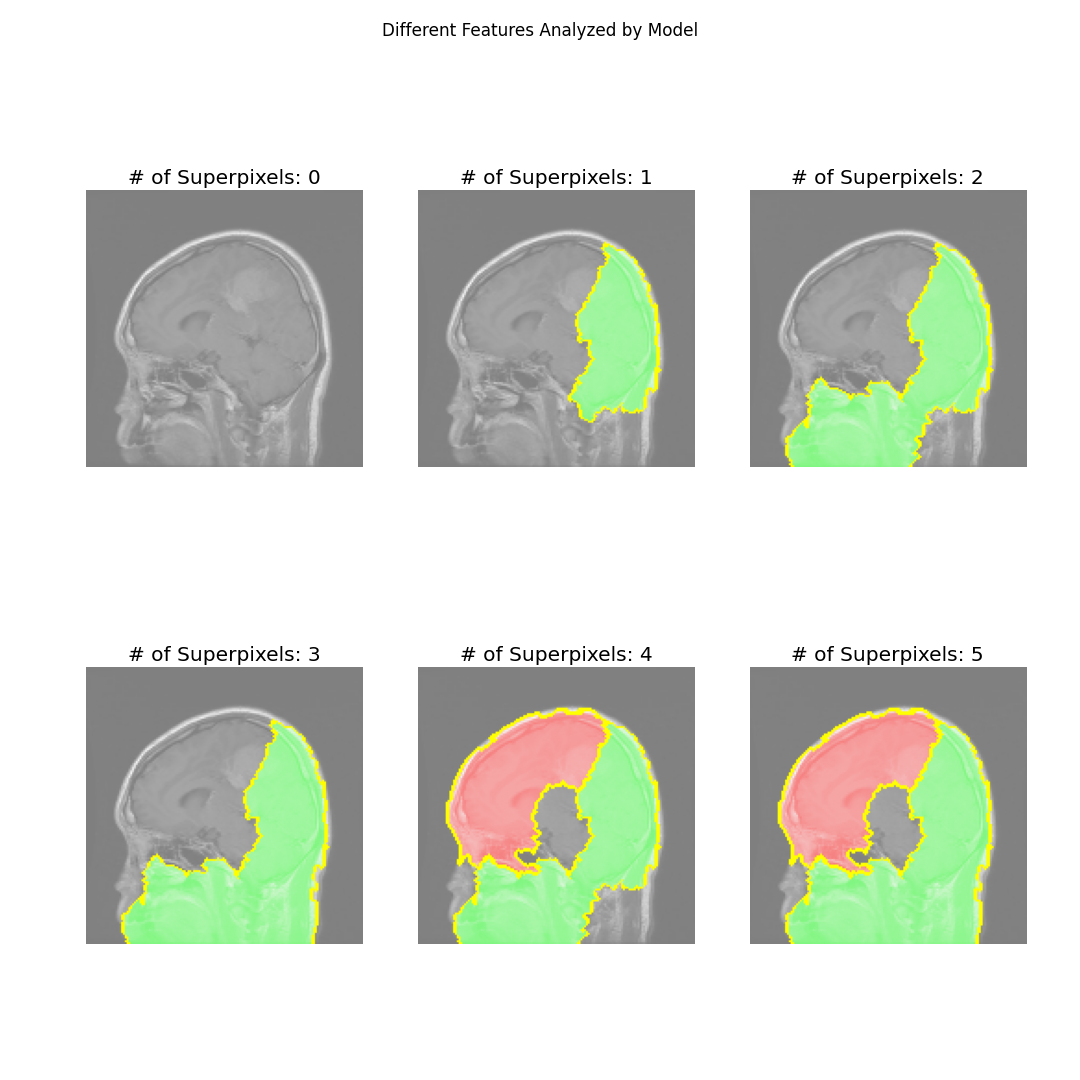 Different Features Analyzed by Model
# of Superpixels: 0
# of Superpixels: 1
# of Superpixels: 2
# of Superpixels: 3
# of Superpixels: 4
# of Superpixels: 5